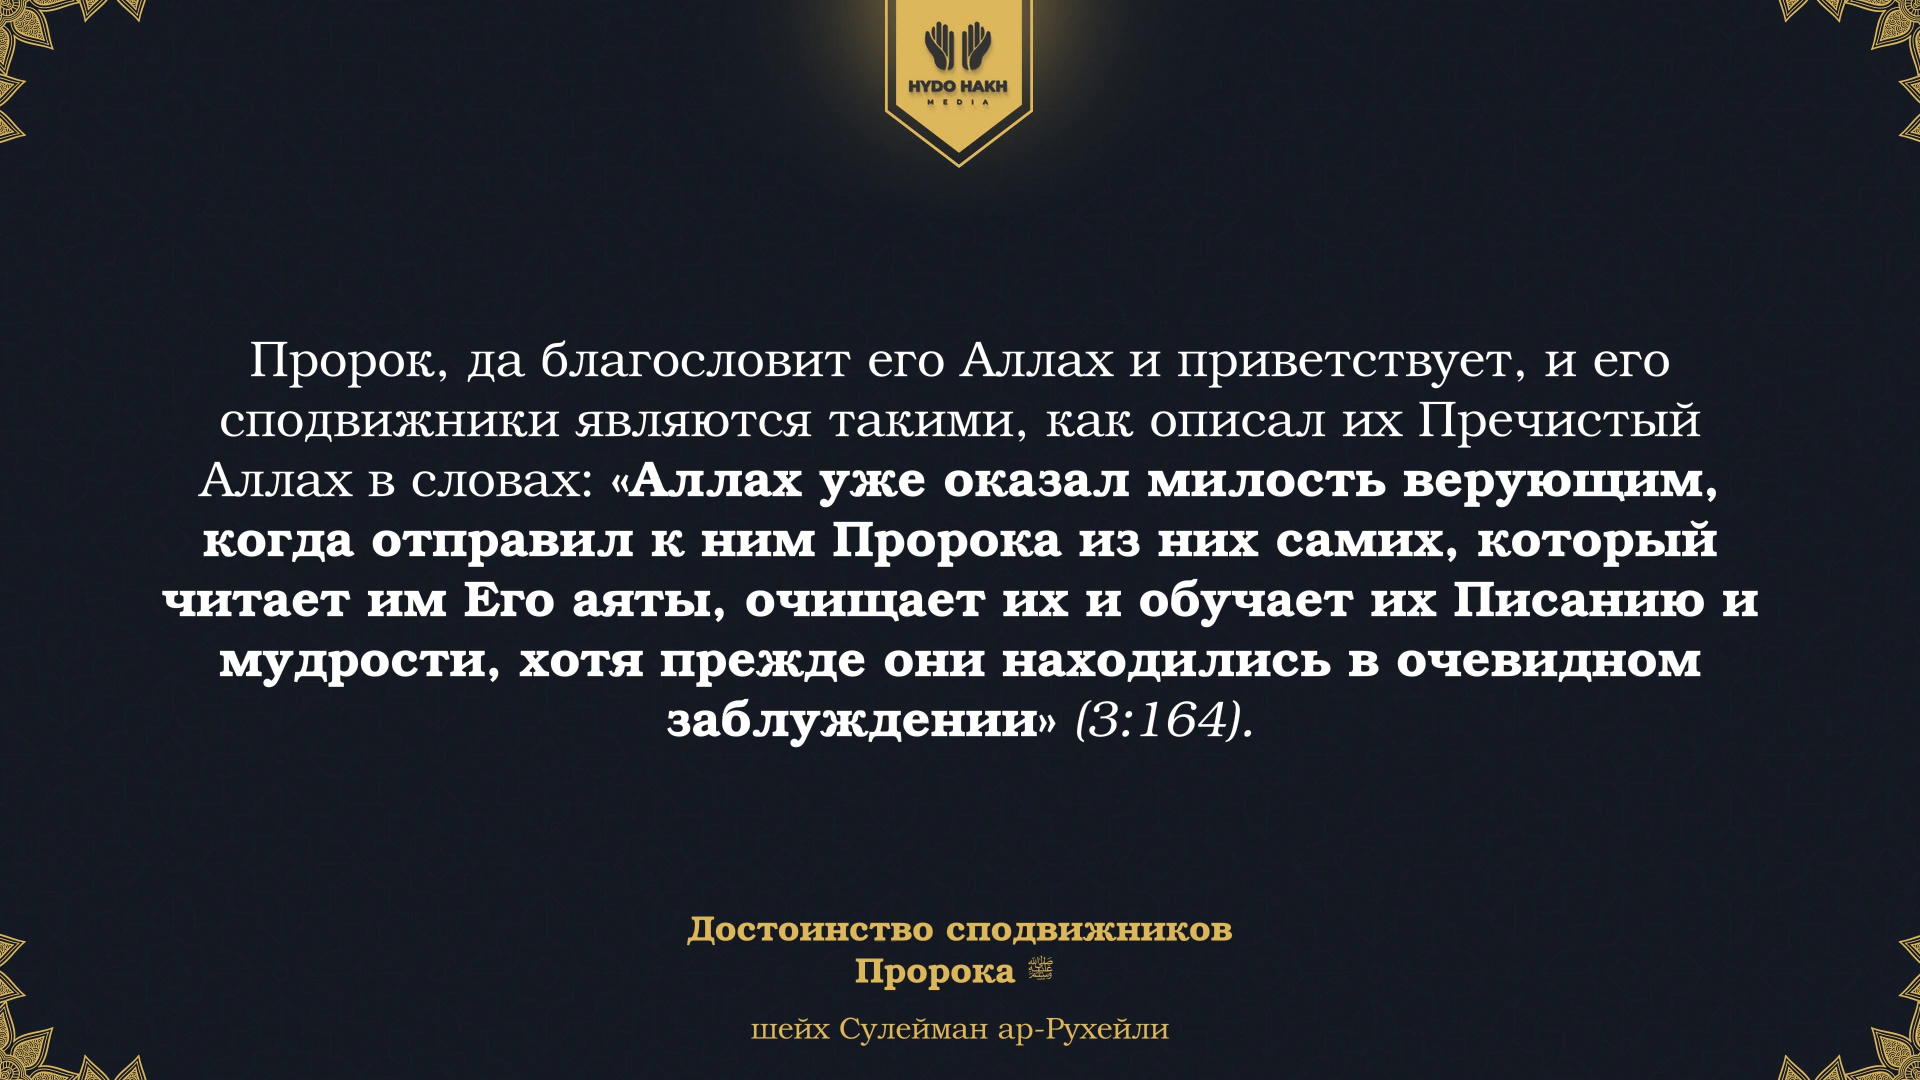 HYDO HAKH
MEDIA
Пророк, да благословит его Аллах и приветствует, и его
сподвижники являются такими, как описал их Пречистый
Аллах в словах: «Аллах уже оказал милость верующим,
когда отправил к ним Пророка из них самих, который
читает им Его аяты, очищает их и обучает их Писанию и
мудрости, хотя прежде они находились в очевидном
заблуждении» (3:164).
Достоинство сподвижников
Пророка ﷺ
шейх Сулейман ар-Рухейли